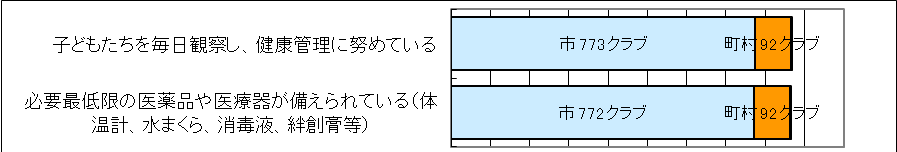 子どもたちを毎日観察し、健康管理に努めている
市773クラブ
町村92クラブ
必要最低限の医薬品や医療器が備えられている（体
温計、水まくら、消毒液、絆創膏等）
市772クラブ
町村92クラブ